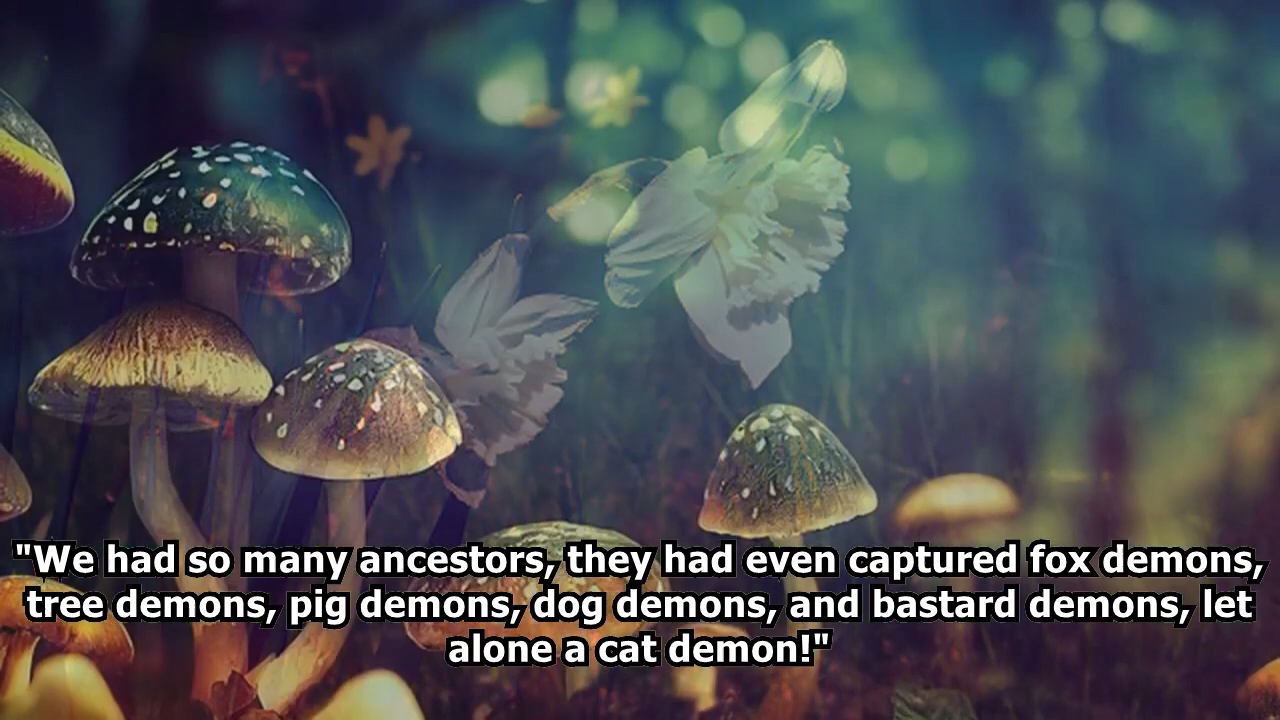 "We had so many ancestors, they had even captured fox demons,
tree demons, pig demons, dog demons, and bastard demons, let
alone a cat demon!"